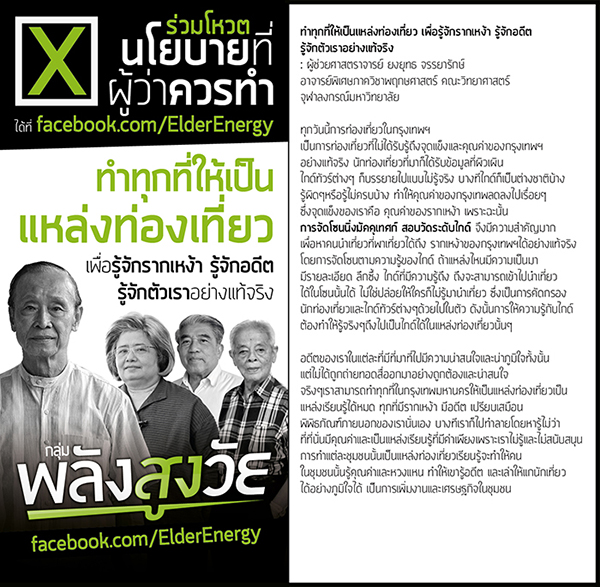 ร่วมโหวต
นโยบายที่
ผู้ว่าควรทำ
ได้ที่ facebook.com/ElderEnergy
ทำทุกที่ให้เป็น
แหล่งท่องเที่ยว
เพื่อรู้จักรากเหง้า รู้จักอดีต
รู้จักตัวเราอย่างแท้จริง
กลุ่ม
พลังสูงวัย
facebook.com/ElderEnergy
ทำทุกที่ให้เป็นแหล่งท่องเที่ยว เพื่อรู้จักรากเหง้า รู้จักอดีต
รู้จักตัวเราอย่างแท้จริง
: ผู้ช่วยศาสตราจารย์ ยงยุทธ จรรยารักษ์
อาจารย์พิเศษภาควิชาพฤกษศาสตร์ คณะวิทยาศาสตร์
จุฬาลงกรณ์มหาวิทยาลัย
ทุกวันนี้การท่องเที่ยวในกรุงเทพฯ
เป็นการท่องเที่ยวที่ไม่ได้รับรู้ถึงจุดแข็งและคุณค่าของกรุงเทพฯ
อย่างแท้จริง นักท่องเที่ยวที่มาก็ได้รับข้อมูลที่ผิวเผิน
ไกด์ทัวร์ต่างๆ ก็บรรยายไปแบบไม่รู้จริง บางทีไกด์ก็เป็นต่างชาติบ้าง
รู้ผิดๆหรือรู้ไม่ครบบ้าง ทำให้คุณค่าของกรุงเทพลดลงไปเรื่อยๆ
ซึ่งจุดแข็งของเราคือ คุณค่าของรากเหง้า เพราะฉะนั้น
การจัดโซนนิ่งมัคคุเทศก์ สอบวัดระดับไกด์ จึงมีความสำคัญมาก
เพื่อหาคนนำเที่ยวที่พาเที่ยวได้ถึง รากเหง้าของกรุงเทพฯได้อย่างแท้จริง
โดยการจัดโซนตามความรู้ของไกด์ ถ้าแหล่งไหนมีความเป็นมา
มีรายละเอียด ลึกซึ้ง ไกด์ที่มีความรู้ถึง ถึงจะสามารถเข้าไปนำเที่ยว
ได้ในโซนนั้นได้ ไม่ใช่ปล่อยให้ใครก็ไม่รู้มานำเที่ยว ซึ่งเป็นการคัดกรอง
นักท่องเที่ยวและไกด์ทัวร์ต่างๆด้วยไปในตัว ดังนั้นการให้ความรู้กับไกด์
ต้องทำให้รู้จริงๆถึงไปเป็นไกด์ได้ในแหล่งท่องเที่ยวนั้นๆ
อดีตของเราในแต่ละที่มีที่มาที่ไปมีความน่าสนใจและน่าภูมิใจทั้งนั้น
แต่ไม่ได้ถูกถ่ายทอดสื่อออกมาอย่างถูกต้องและน่าสนใจ
จริงๆเราสามารถทำทุกที่ในกรุงเทพมหานครให้เป็นแหล่งท่องเที่ยวเป็น
แหล่งเรียนรู้ได้หมด ทุกที่มีรากเหง้า มีอดีต เปรียบเสมือน
พิพิธภัณฑ์ภายนอกของเรานั่นเอง บางทีเราก็ไปทำลายโดยหารู้ไม่ว่า
ที่ที่นั่นมีคุณค่าและเป็นแหล่งเรียนรู้ที่มีค่าเพียงเพราะเราไม่รู้และไม่สนับสนุน
การทำแต่ละชุมชนนั้นเป็นแหล่งท่องเที่ยวเรียนรู้จะทำให้คน
ในชุมชนนั้นรู้คุณค่าและหวงแหน ทำให้เขารู้อดีต และเล่าให้แก่นักเที่ยว
ได้อย่างภูมิใจได้ เป็นการเพิ่มงานและเศรษฐกิจในชุมชน